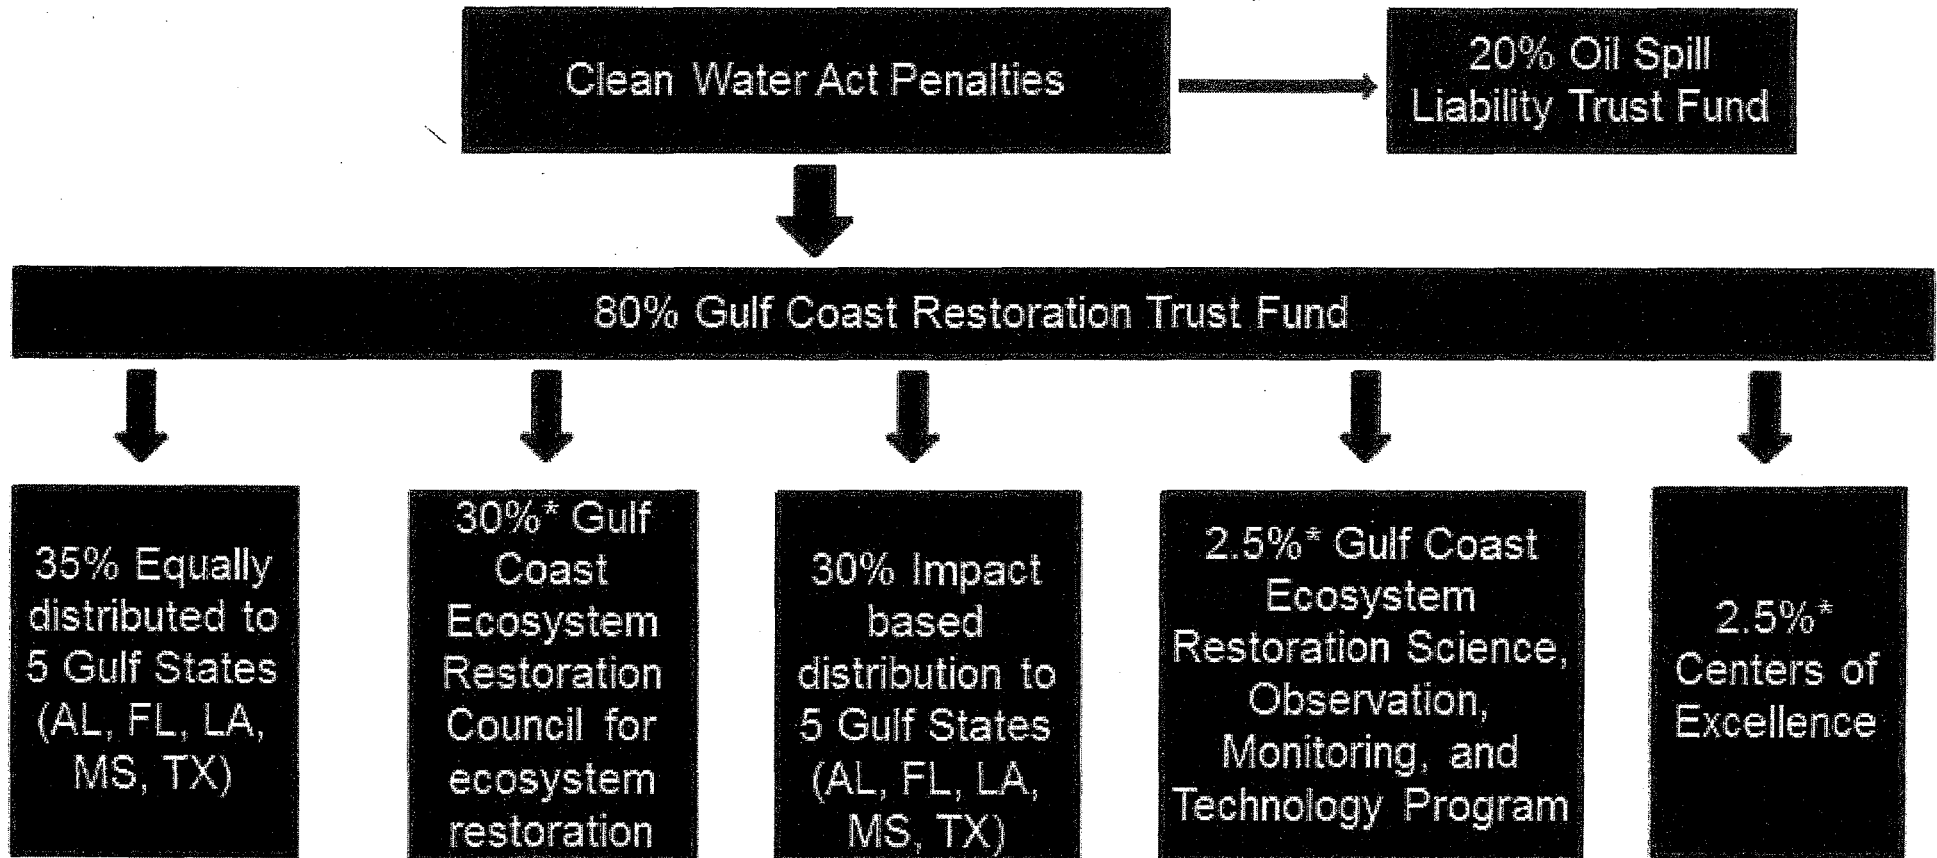 Clean Water Act Penalties
20% Oil Spill
Liability Trust Fund
80% Gulf Coast Restoration Trust Fund
35% Equally
distributed to
5 Gulf States
(AL, FL, LA,
MS, TX)
30%* Gulf
Coast
Ecosystem
Restoration
Council for
ecosystem
restoration
30% Impact
based
distribution to
5 Gulf States
(AL, FL, LA,
MS, TX)
2.5%* Gulf Coast
Ecosystem
Restoration Science,
Observation,
Monitoring, and
Technology Program
2.5%*
Centers of
Excellence